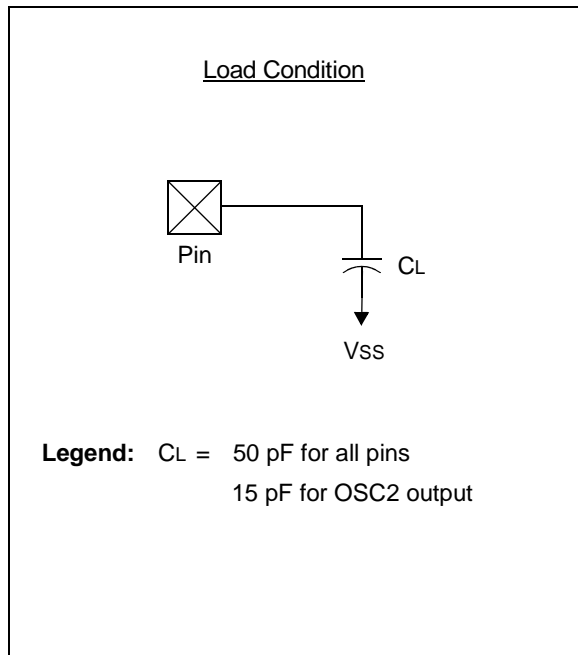 Load Condition
Pin
CL
VSS
Legend: CL = 50 pF for all pins
15 pF for OSC2 output